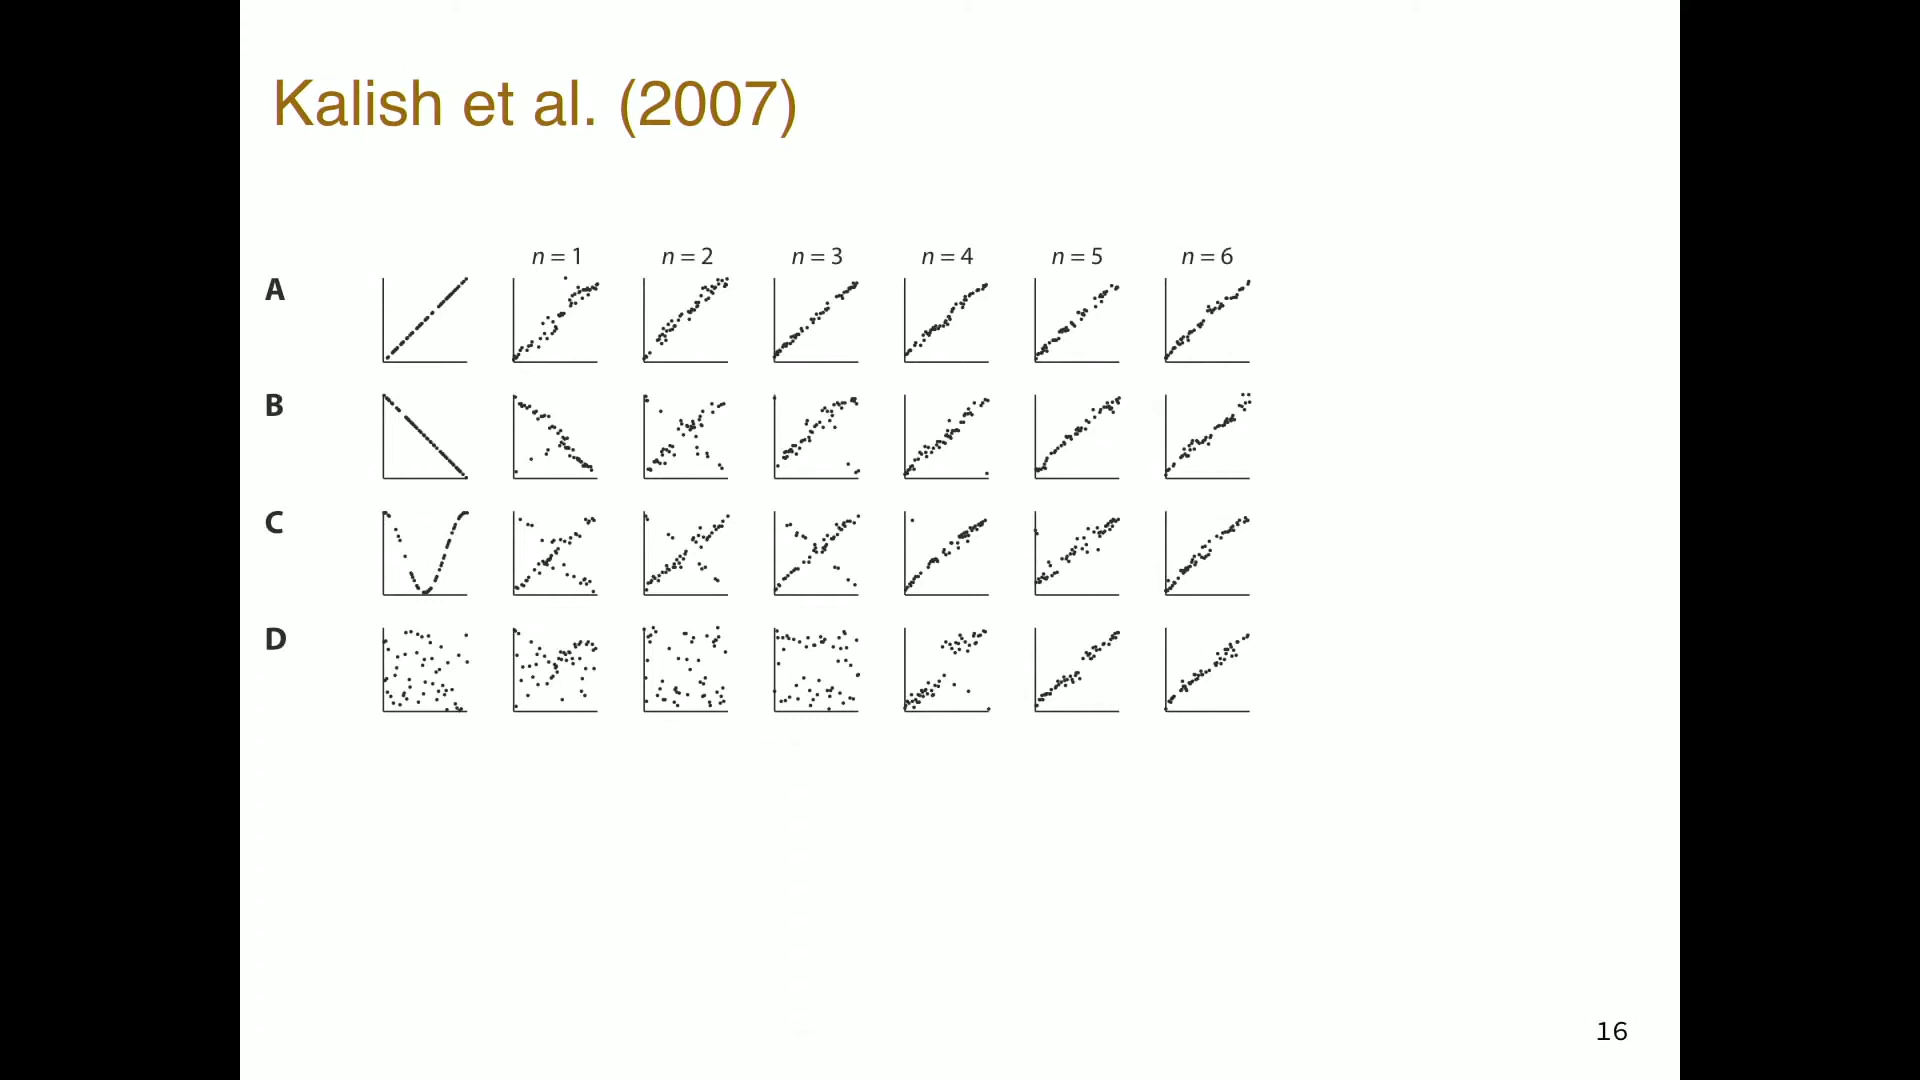 Kalish et al. (2007)
n = 1 n = 2 n = 3 n = 4 n = 5 n = 6
A
B
C
D
16